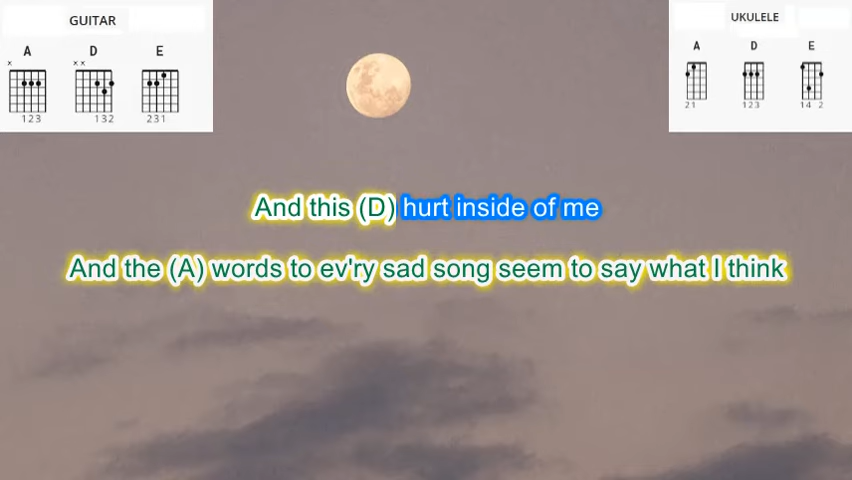 GUITAR
A D E
x xx
123 132 231
UKULELE
A D E
21 123 14 2
And this (D) hurt inside of me
And the (A) words to ev'ry sad song seem to say what I think